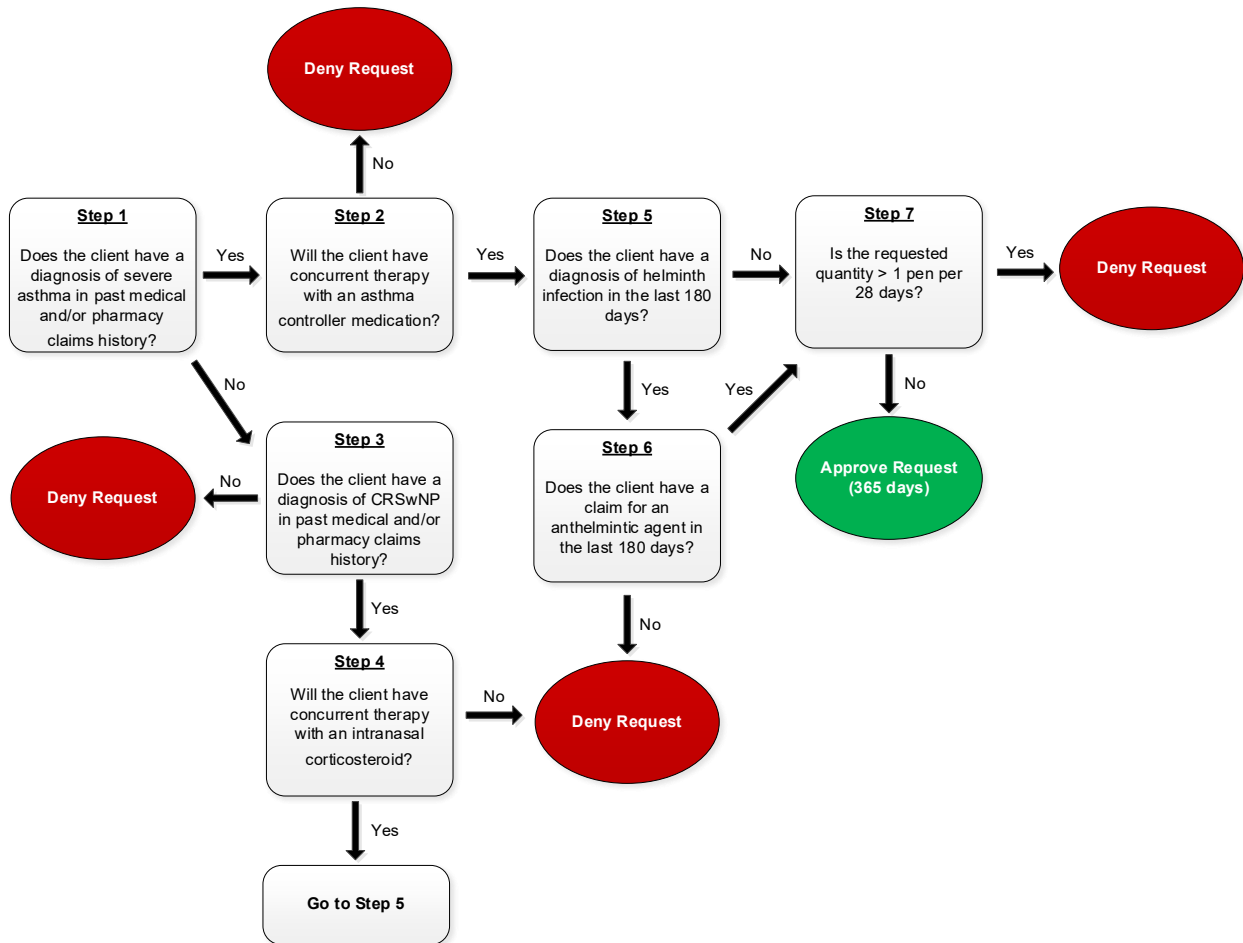 Deny Request
No
Step 1
Does the client have a
diagnosis of severe
asthma in past medical
and/or pharmacy
claims history?
Yes
Step 2
Will the client have
concurrent therapy
with an asthma
controller medication?
Yes
Step 5
Does the client have a
diagnosis of helminth
infection in the last 180
days?
No
Step 7
Is the requested
quantity > 1 pen per
28 days?
Yes
Deny Request
No
Yes
Yes
No
Deny Request
No
Step 3
Does the client have a
diagnosis of CRSwNP
in past medical and/or
pharmacy claims
history?
Step 6
Does the client have a
claim for an
anthelmintic agent in
the last 180 days?
Approve Request
(365 days)
Yes
No
Step 4
Will the client have
concurrent therapy
with an intranasal
corticosteroid?
No
Deny Request
Yes
Go to Step 5